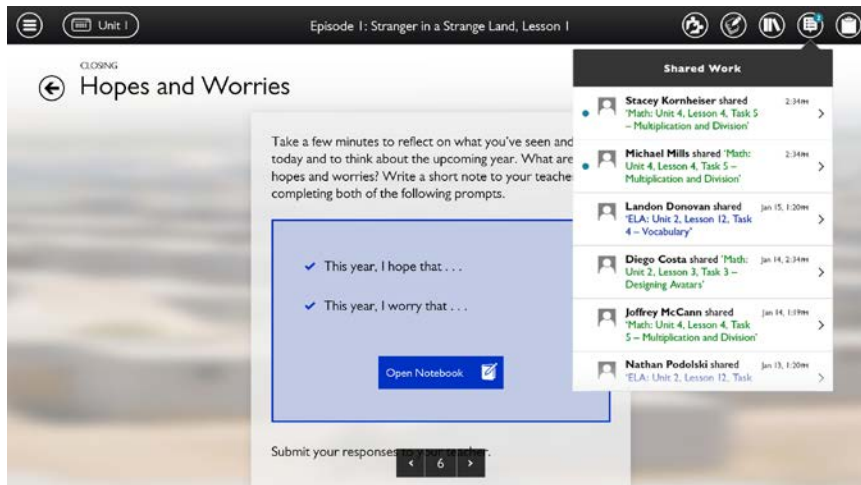 Unit 1
Episode 1: Stranger in a Strange Land, Lesson 1
2
CLOSING
Hopes and Worries
Take a few minutes to reflect on what you've seen and
today and to think about the upcoming year. What are
hopes and worries? Write a short note to your teache
completing both of the following prompts.
This year, I hope that . . .
This year, I worry that . . .
Open Notebook
Submit your responses to your teacher.
6
Shared Work
Stacey Kornheiser shared 2:34PM
'Math: Unit 4, Lesson 4, Task 5
– Multiplication and Division'
Michael Mills shared 'Math: 2:34PM
Unit 4, Lesson 4, Task 5 –
Multiplication and Division'
Landon Donovan shared Jan 15, 1:20PM
'ELA: Unit 2, Lesson 12, Task
4 – Vocabulary'
Diego Costa shared 'Math: Jan 14, 2:34PM
Unit 2, Lesson 3, Task 3 –
Designing Avatars'
Joffrey McCann shared Jan 14, 1:19PM
'Math: Unit 4, Lesson 4, Task
5 – Multiplication and Division'
Nathan Podolski shared Jan 13, 1:20PM
'ELA: Unit 2, Lesson 12, Task